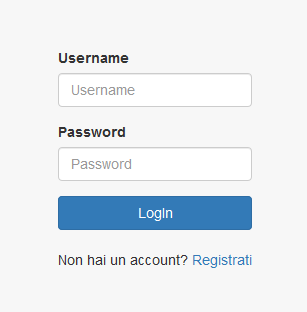 Username
Username
Password
Password
LogIn
Non hai un account? Registrati